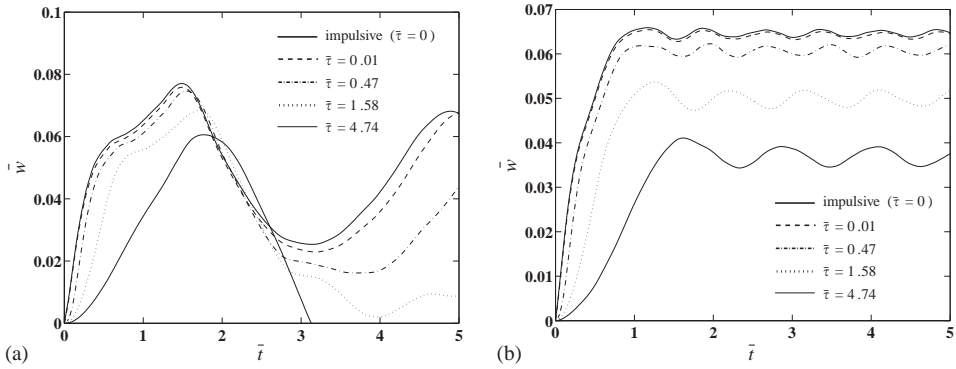 0.1
0.08
0.06
0.04
0.02
0
w̄
impulsive (τ̄ = 0)
τ̄ = 0.01
τ̄ = 0.47
τ̄ = 1.58
τ̄ = 4.74
0 1 2 3 4 5
t̄
(a)
0.07
0.06
0.05
0.04
0.03
0.02
0.01
0.00
w̄
impulsive (τ̄ = 0)
τ̄ = 0.01
τ̄ = 0.47
τ̄ = 1.58
τ̄ = 4.74
0 1 2 3 4 5
t̄
(b)